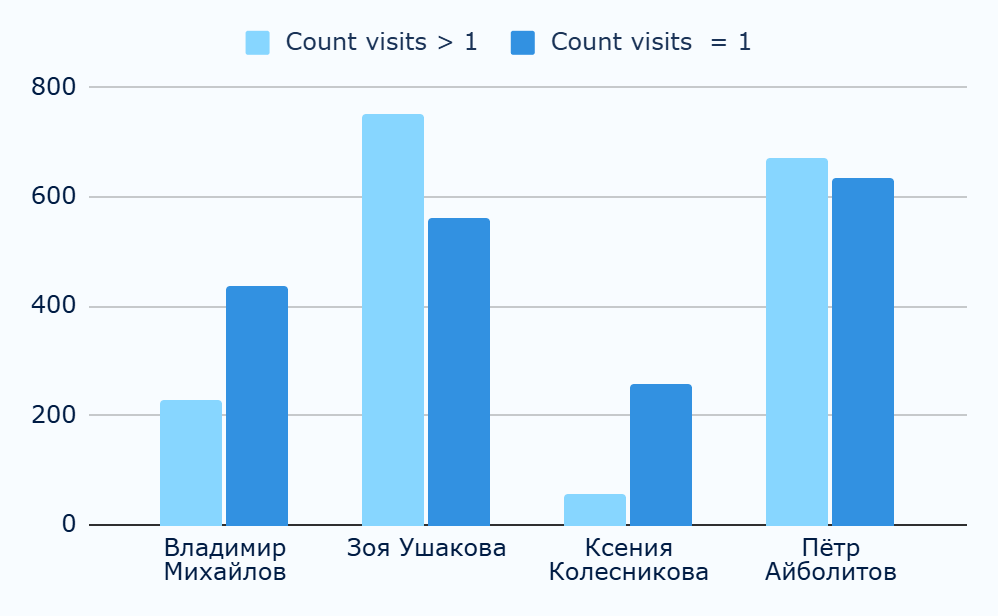 Count visits > 1
Count visits  = 1
800
600
400
200
0
Владимир
Михайлов
Зоя Ушакова
Ксения
Колесникова
Пётр
Айболитов